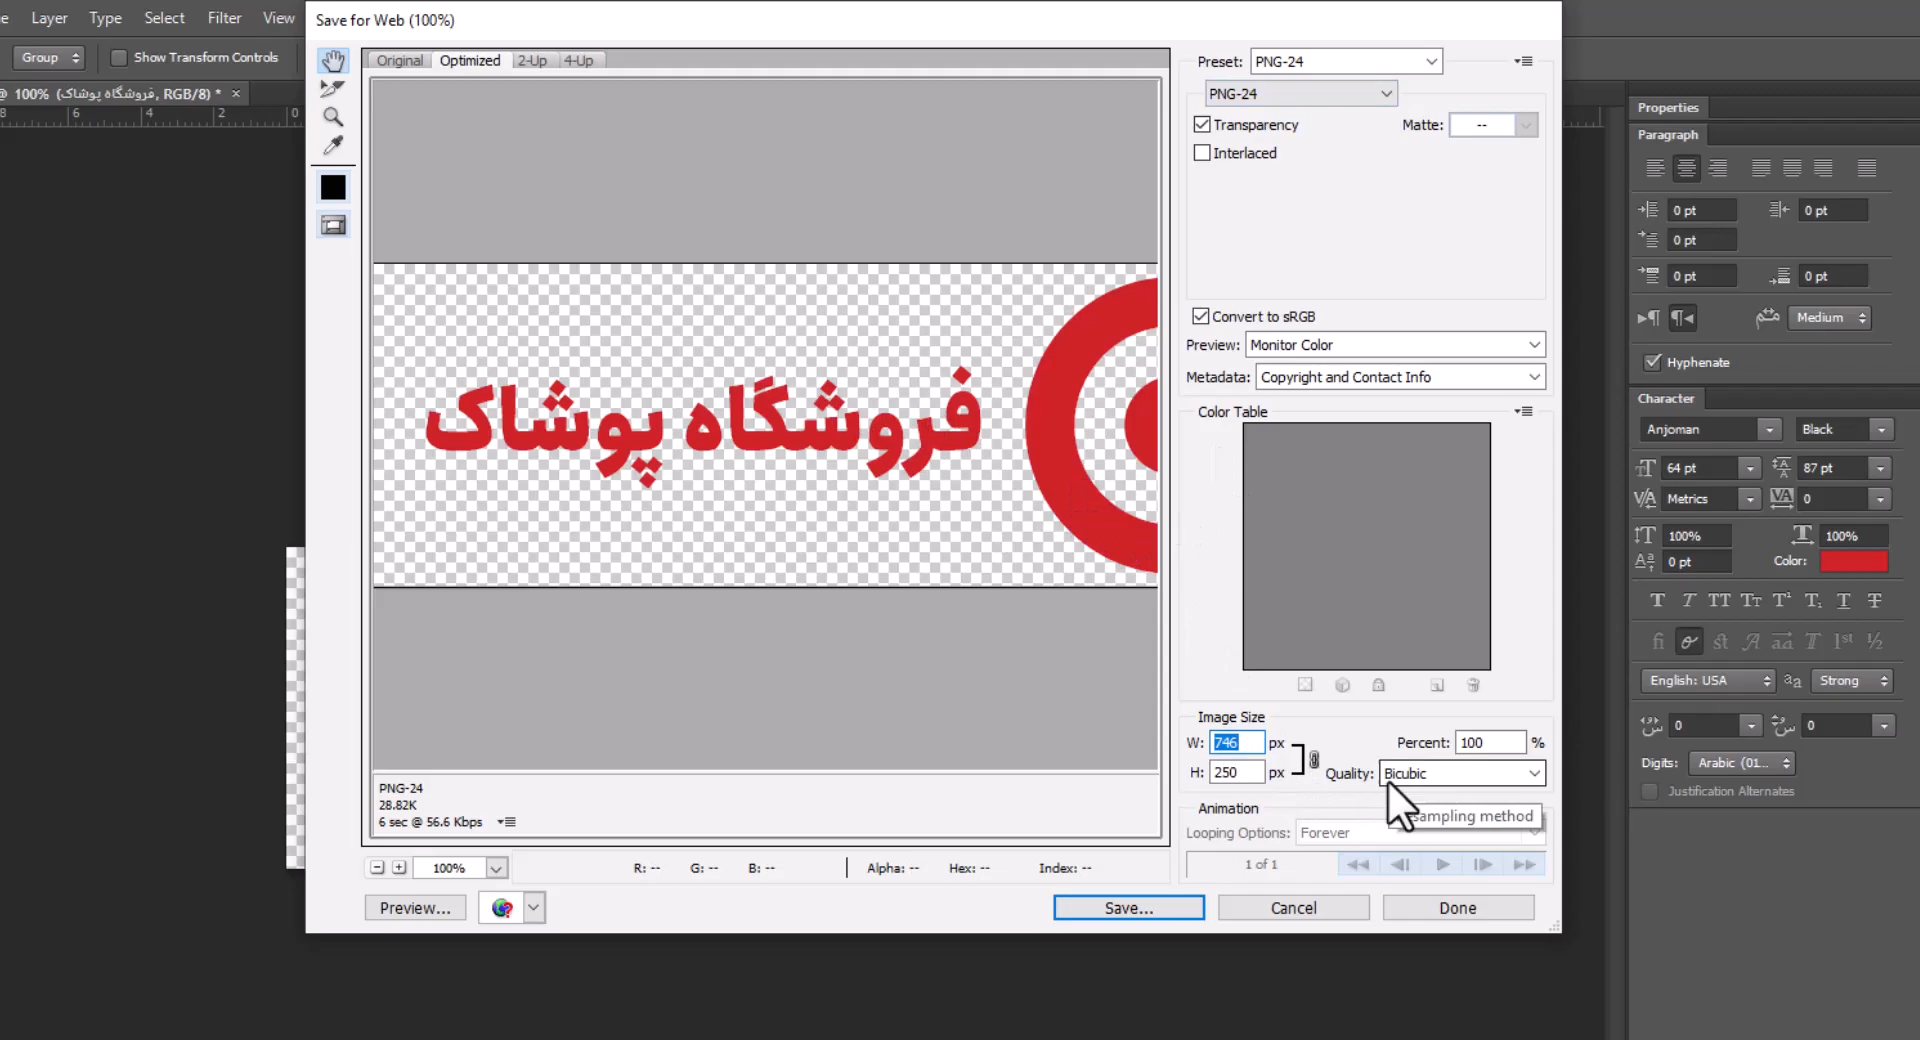 Layer Type Select Filter View
Save for Web (100%)
Group Show Transform Controls
100% (فروشگاه پوشاک, RGB/8) * ×
8 6 4 2 0
Original Optimized 2-Up 4-Up
فروشگاه پوشاک
PNG-24
28.82K
6 sec @ 56.6 Kbps
100%
R: -- G: -- B: -- Alpha: -- Hex: -- Index: --
Preview... Save... Cancel Done
Preset: PNG-24
PNG-24
Transparency Matte: --
Interlaced
Convert to sRGB
Preview: Monitor Color
Metadata: Copyright and Contact Info
Color Table
Image Size
W: 746 px Percent: 100 %
H: 250 px Quality: Bicubic
sampling method
Animation
Looping Options: Forever
1 of 1
Properties
Paragraph
0 pt 0 pt
0 pt
0 pt 0 pt
Medium
Hyphenate
Character
Anjoman Black
64 pt 87 pt
Metrics 0
100% 100%
0 pt Color:
English: USA Strong
0 0
Digits: Arabic (01...
Justification Alternates